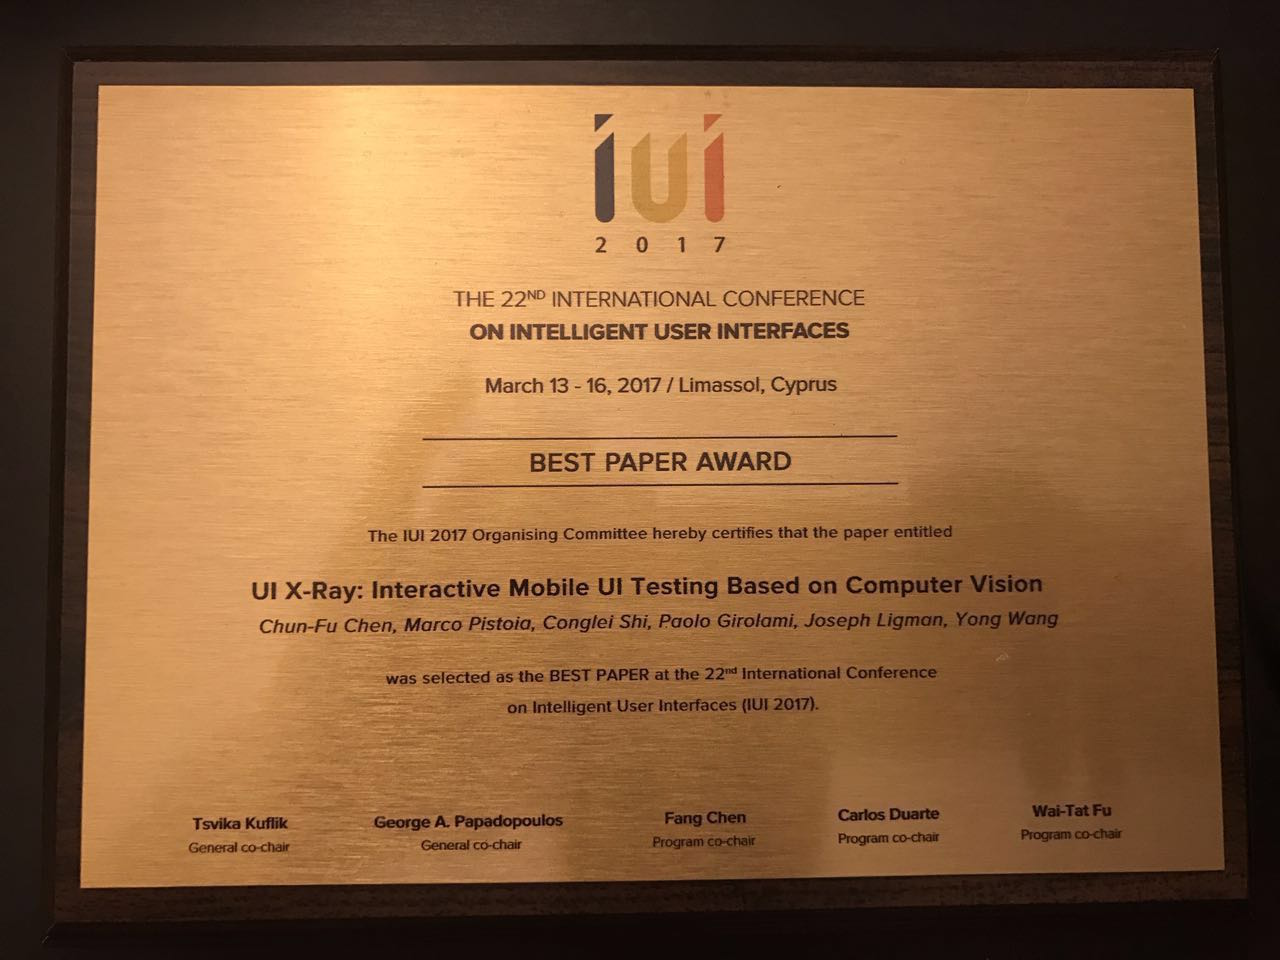 iui
2017
THE 22ND INTERNATIONAL CONFERENCE
ON INTELLIGENT USER INTERFACES
March 13 - 16, 2017 / Limassol, Cyprus
BEST PAPER AWARD
The IUI 2017 Organising Committee hereby certifies that the paper entitled
UI X-Ray: Interactive Mobile UI Testing Based on Computer Vision
Chun-Fu Chen, Marco Pistoia, Conglei Shi, Paolo Girolami, Joseph Ligman, Yong Wang
was selected as the BEST PAPER at the 22nd International Conference
on Intelligent User Interfaces (IUI 2017).
Tsvika Kuflik George A. Papadopoulos Fang Chen Carlos Duarte Wai-Tat Fu
General co-chair General co-chair Program co-chair Program co-chair Program co-chair